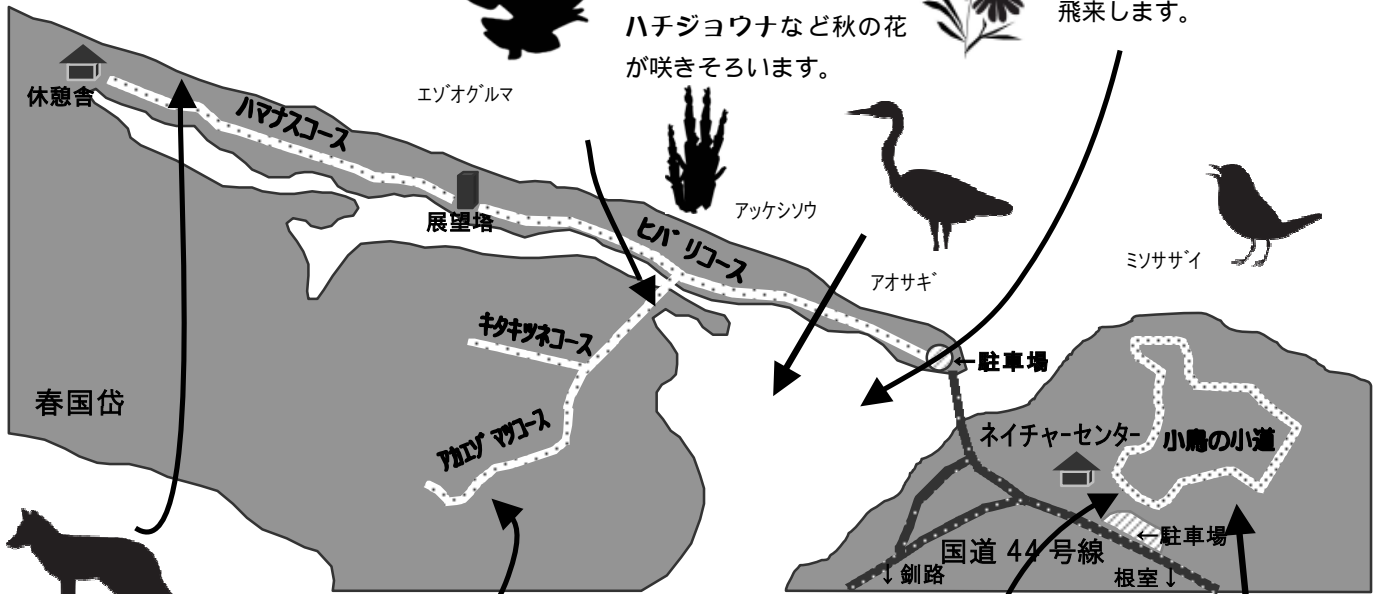 飛来します。
ハチジョウナなど秋の花
が咲きそろいます。
エゾオグルマ
休憩舎
ハマナスコース
展望塔
アッケシソウ
ヒバリコース
アオサギ
ミソサザイ
キタキツネコース
←駐車場
春国岱
アカエゾマツコース
ネイチャーセンター
小鳥の小道
←駐車場
国道 44 号線
↓釧路
根室↓